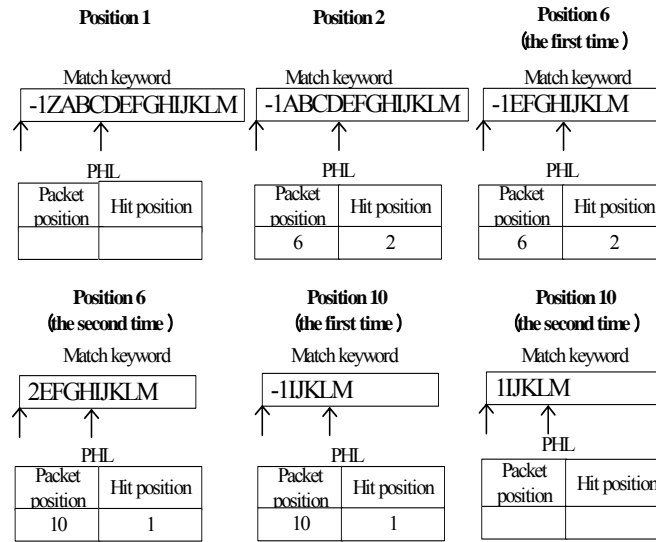 Position 1
Match keyword
-1ZABCDEFGHIJKLM
PHL
Packet position
Hit position
Position 2
Match keyword
-1ABCDEFGHIJKLM
PHL
Packet position
Hit position
6
2
Position 6
(the first time)
Match keyword
-1EFGHIJKLM
PHL
Packet position
Hit position
6
2
Position 6
(the second time)
Match keyword
2EFGHIJKLM
PHL
Packet position
Hit position
10
1
Position 10
(the first time)
Match keyword
-1IJKLM
PHL
Packet position
Hit position
10
1
Position 10
(the second time)
Match keyword
1IJKLM
PHL
Packet position
Hit position